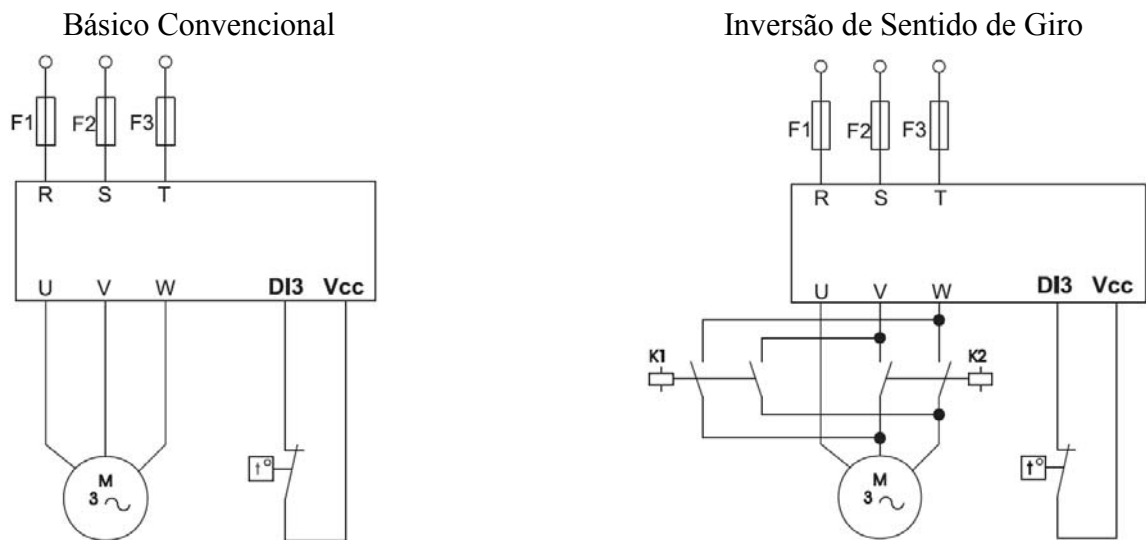 Básico Convencional
F1 F2 F3
R S T
U V W DI3 Vcc
t°
M
3
Inversão de Sentido de Giro
F1 F2 F3
R S T
U V W DI3 Vcc
K1 K2
t°
M
3